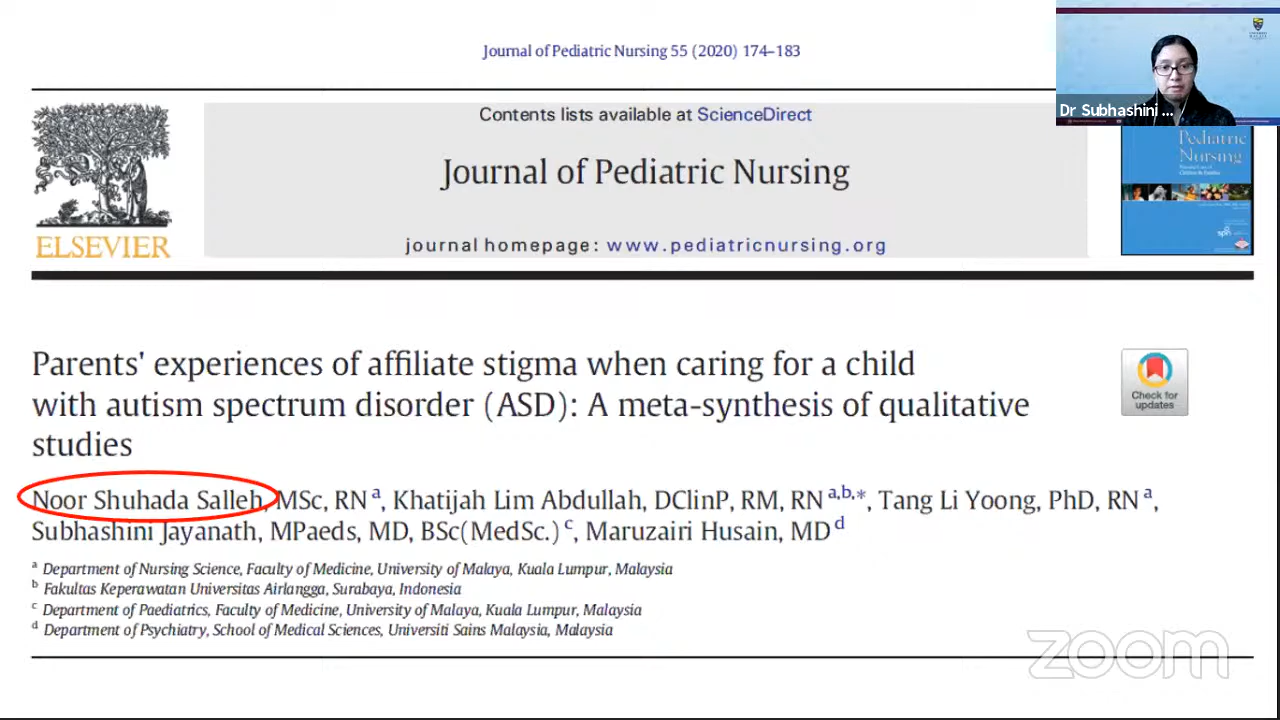 Journal of Pediatric Nursing 55 (2020) 174–183
Contents lists available at ScienceDirect
Journal of Pediatric Nursing
journal homepage: www.pediatricnursing.org
ELSEVIER
Dr Subhashini ...
Pediatric
Nursing
Parents' experiences of affiliate stigma when caring for a child
with autism spectrum disorder (ASD): A meta-synthesis of qualitative
studies
Check for
updates
Noor Shuhada Salleh, MSc, RN a, Khatijah Lim Abdullah, DClinP, RM, RN a,b,*, Tang Li Yoong, PhD, RN a,
Subhashini Jayanath, MPaeds, MD, BSc(MedSc.) c, Maruzairi Husain, MD d
a Department of Nursing Science, Faculty of Medicine, University of Malaya, Kuala Lumpur, Malaysia
b Fakultas Keperawatan Universitas Airlangga, Surabaya, Indonesia
c Department of Paediatrics, Faculty of Medicine, University of Malaya, Kuala Lumpur, Malaysia
d Department of Psychiatry, School of Medical Sciences, Universiti Sains Malaysia, Malaysia
zoom